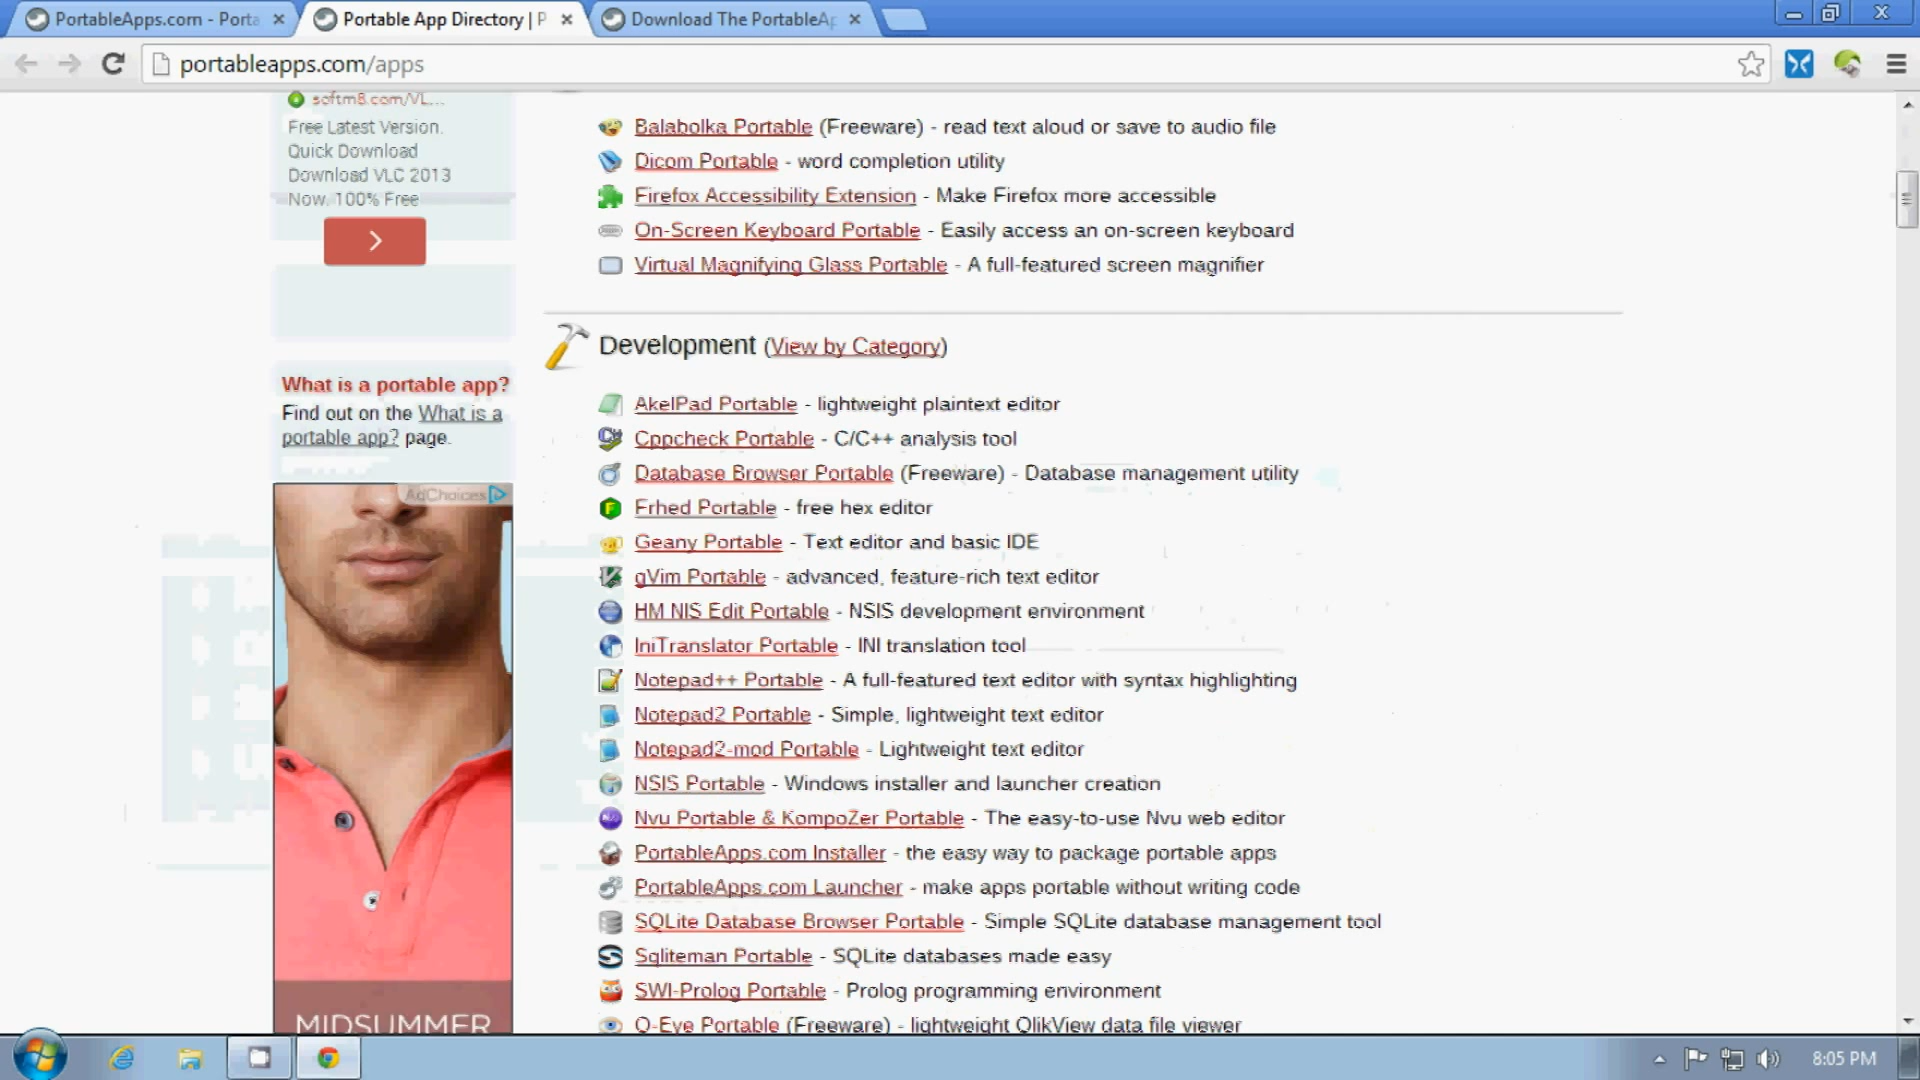 PortableApps.com - Porta
Portable App Directory | P
Download The PortableAp
portableapps.com/apps
softm8.com/VL...
Free Latest Version.
Quick Download
Download VLC 2013
Now. 100% Free
What is a portable app?
Find out on the What is a
portable app? page.
AdChoices
MIDSUMMER
Balabolka Portable (Freeware) - read text aloud or save to audio file
Dicom Portable - word completion utility
Firefox Accessibility Extension - Make Firefox more accessible
On-Screen Keyboard Portable - Easily access an on-screen keyboard
Virtual Magnifying Glass Portable - A full-featured screen magnifier
Development (View by Category)
AkelPad Portable - lightweight plaintext editor
Cppcheck Portable - C/C++ analysis tool
Database Browser Portable (Freeware) - Database management utility
Frhed Portable - free hex editor
Geany Portable - Text editor and basic IDE
gVim Portable - advanced, feature-rich text editor
HM NIS Edit Portable - NSIS development environment
IniTranslator Portable - INI translation tool
Notepad++ Portable - A full-featured text editor with syntax highlighting
Notepad2 Portable - Simple, lightweight text editor
Notepad2-mod Portable - Lightweight text editor
NSIS Portable - Windows installer and launcher creation
Nvu Portable & KompoZer Portable - The easy-to-use Nvu web editor
PortableApps.com Installer - the easy way to package portable apps
PortableApps.com Launcher - make apps portable without writing code
SQLite Database Browser Portable - Simple SQLite database management tool
Sqliteman Portable - SQLite databases made easy
SWI-Prolog Portable - Prolog programming environment
Q-Eye Portable (Freeware) - lightweight QlikView data file viewer
8:05 PM